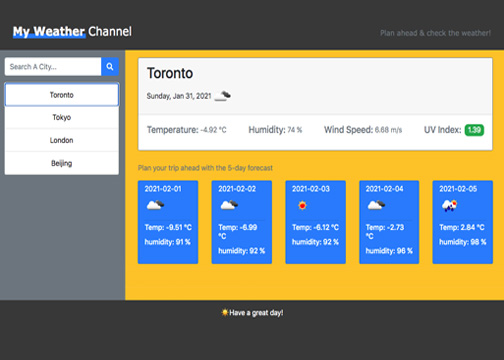 My Weather Channel
Plan ahead & check the weather!
Search A City...
Toronto
Tokyo
London
Beijing
Toronto
Sunday, Jan 31, 2021
Temperature: -4.92 °C
Humidity: 74 %
Wind Speed: 6.68 m/s
UV Index: 1.39
Plan your trip ahead with the 5-day forecast
2021-02-01
Temp: -9.51 °C
humidity: 91 %
2021-02-02
Temp: -6.99
°C
humidity: 92 %
2021-02-03
Temp: -6.12 °C
humidity: 92 %
2021-02-04
Temp: -2.73
°C
humidity: 96 %
2021-02-05
Temp: 2.84 °C
humidity: 98 %
Have a great day!